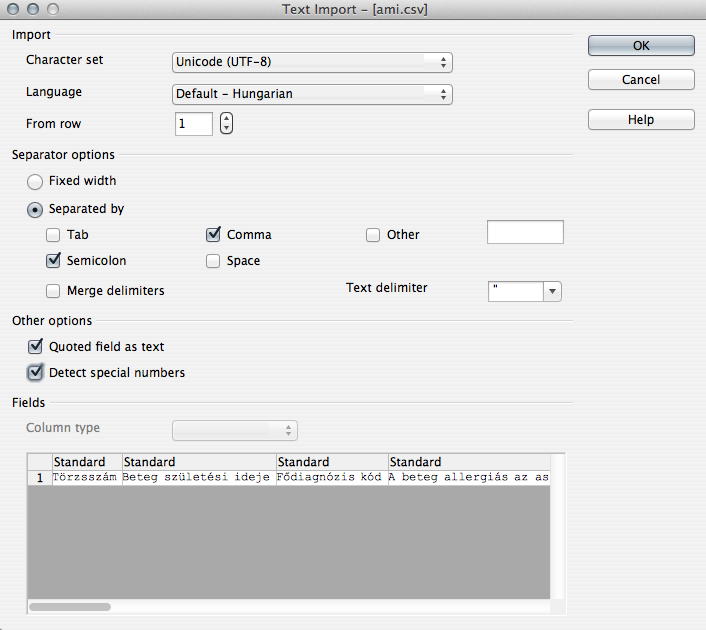 Text Import – [ami.csv]
Import
OK
Character set
Unicode (UTF-8)
Cancel
Language
Default – Hungarian
Help
From row
1
Separator options
Fixed width
Separated by
Tab
Comma
Other
Semicolon
Space
Merge delimiters
Text delimiter
"
Other options
Quoted field as text
Detect special numbers
Fields
Column type
Standard Standard Standard Standard
1 Törzsszám Beteg születési ideje Fődiagnózis kód A beteg allergiás az as